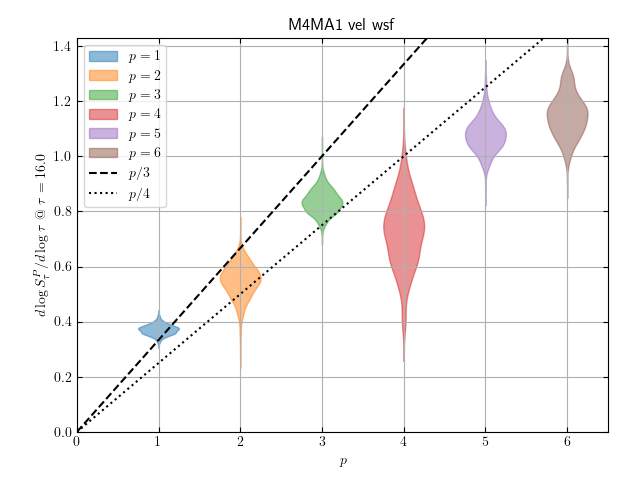 M4MA1 vel wsf
1.4
1.2
1.0
0.8
0.6
0.4
0.2
0.0
d log S_τ^P / d log τ @ τ = 16.0
p = 1
p = 2
p = 3
p = 4
p = 5
p = 6
p/3
p/4
0 1 2 3 4 5 6
p